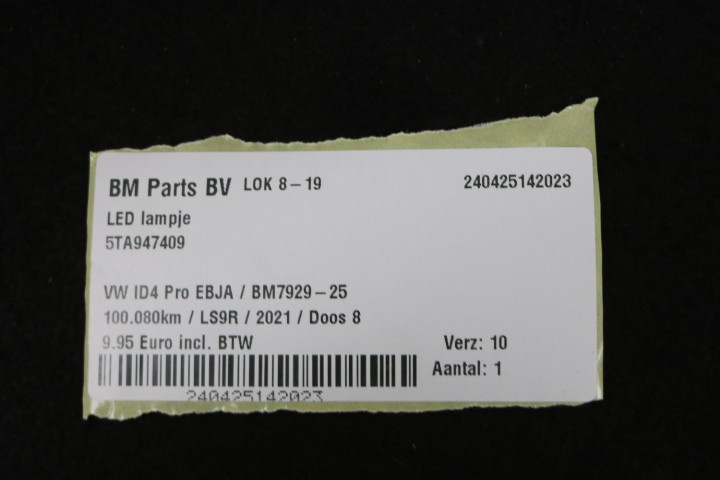 BM Parts BV LOK 8-19 240425142023
LED lampje
5TA947409
VW ID4 Pro EBJA / BM7929-25
100.080km / LS9R / 2021 / Doos 8
9.95 Euro incl. BTW Verz: 10
Aantal: 1
240425142023